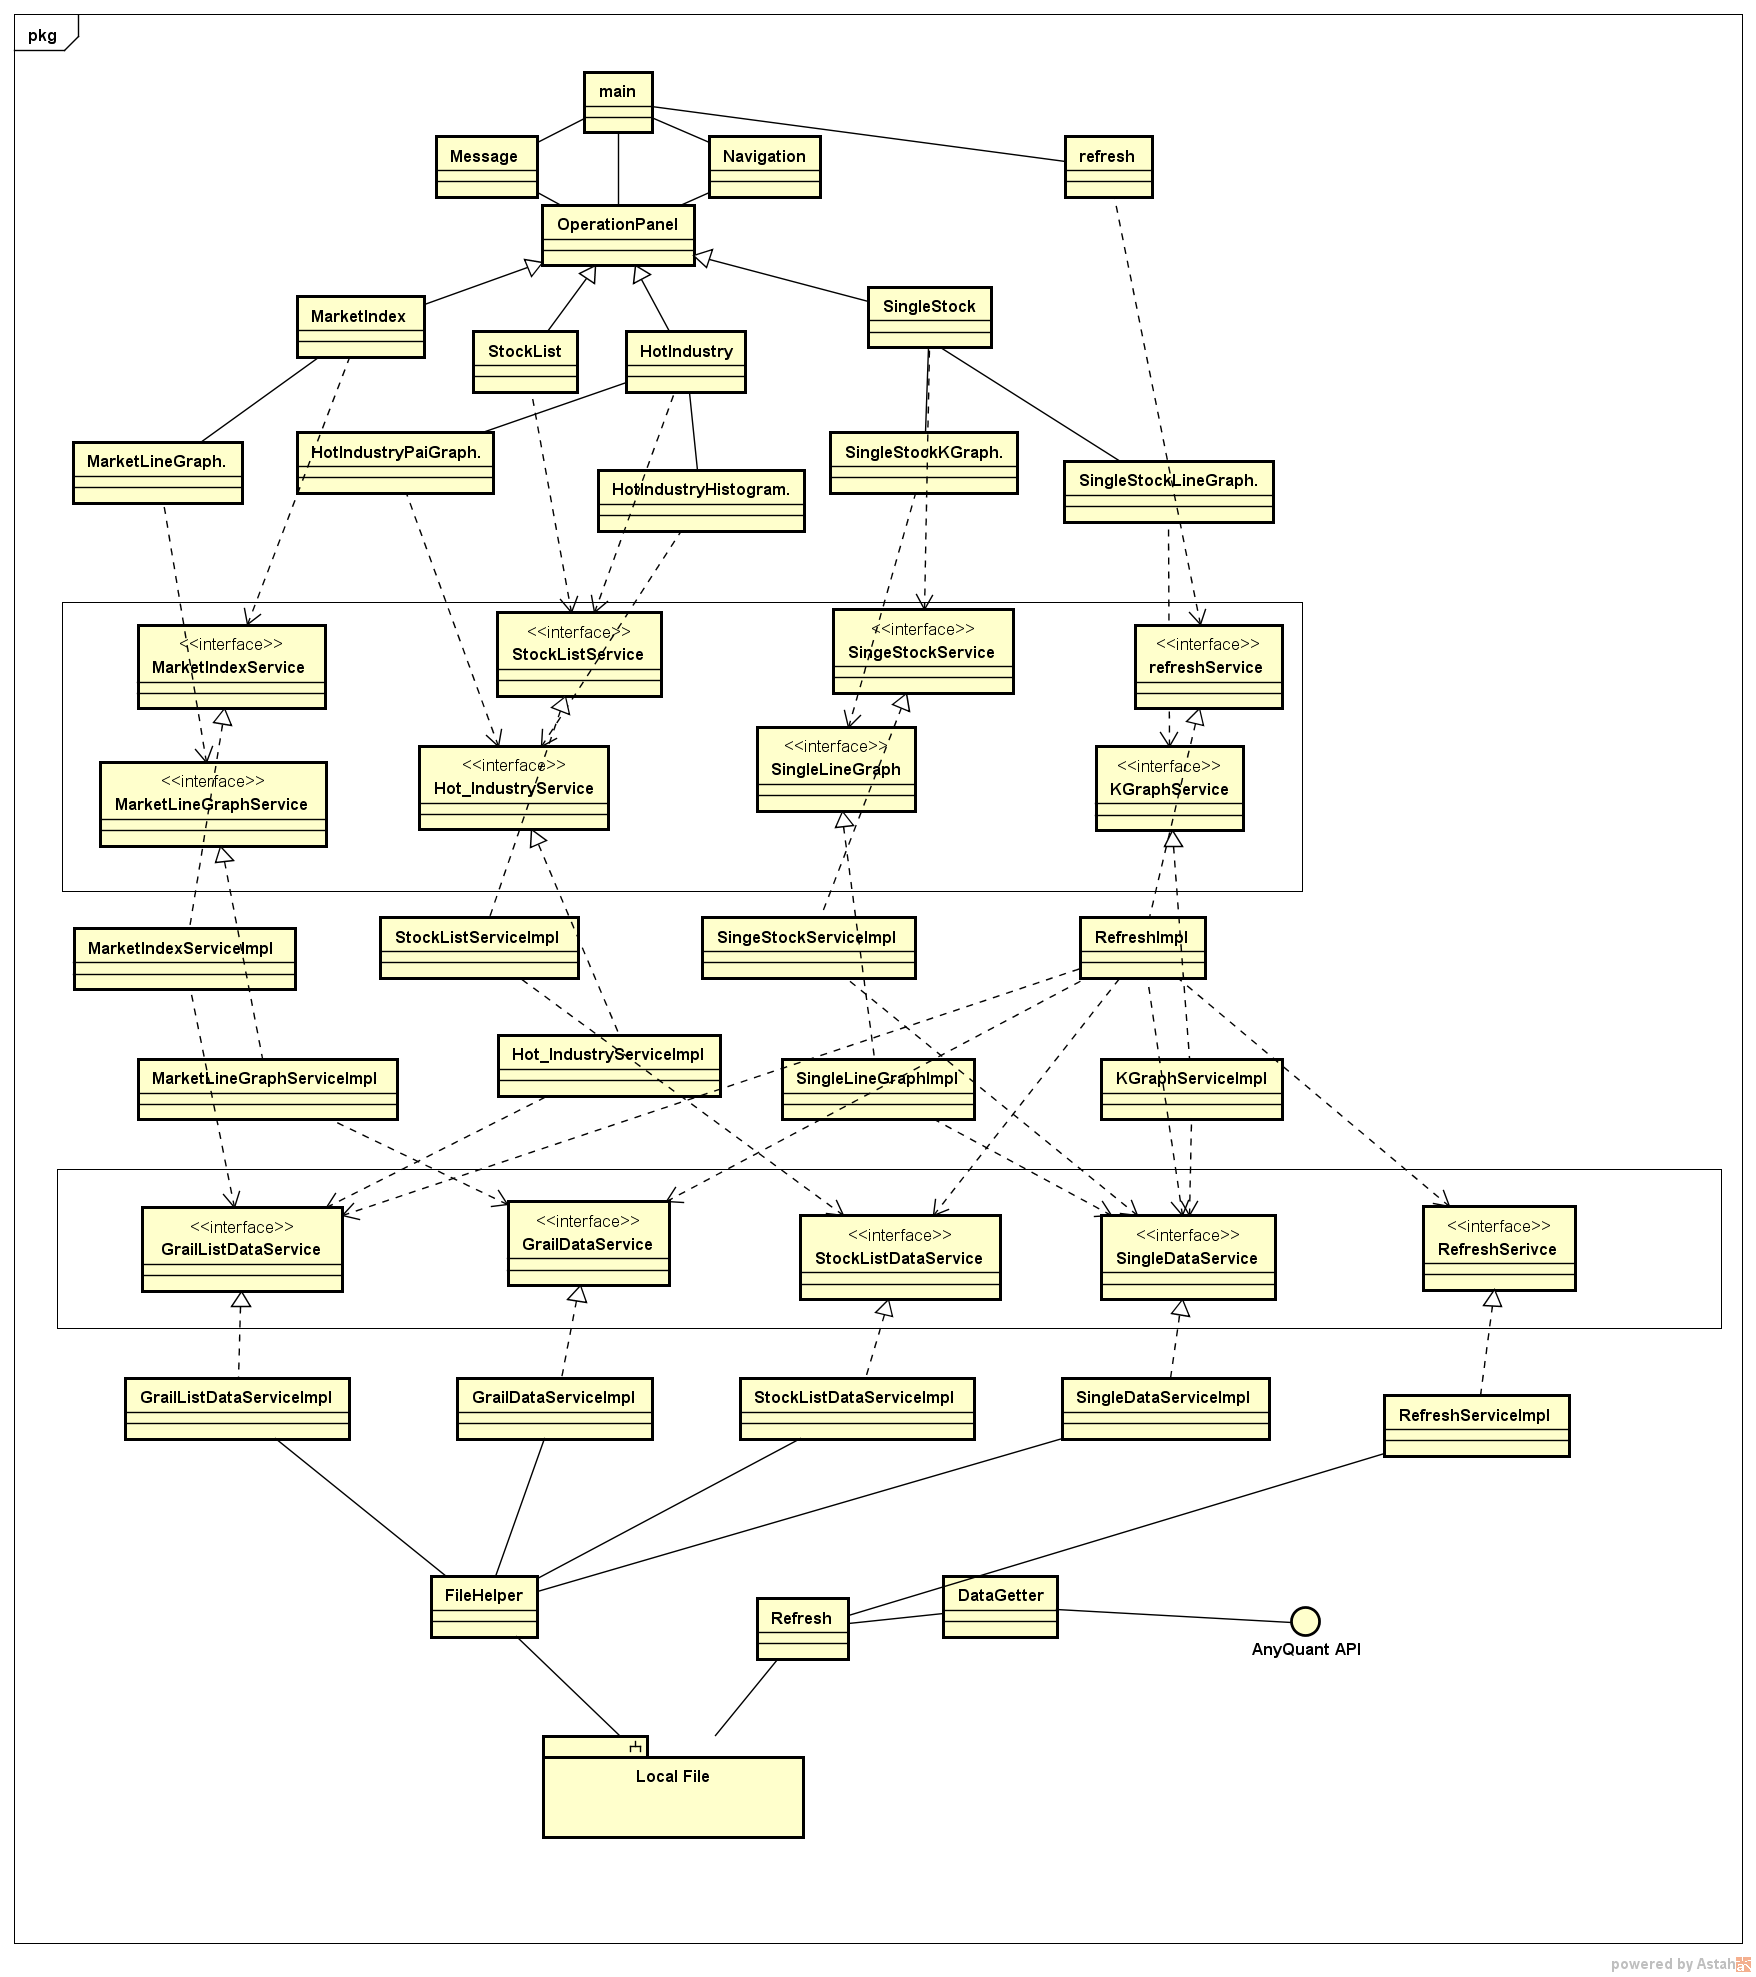 pkg
main
Message
Navigation
refresh
OperationPanel
MarketIndex
SingleStock
StockList
HotIndustry
MarketLineGraph.
HotIndustryPaiGraph.
SingleStockKGraph.
HotIndustryHistogram.
SingleStockLineGraph.
<<interface>>
MarketIndexService
<<interface>>
StockListService
<<interface>>
SingeStockService
<<interface>>
refreshService
<<interface>>
MarketLineGraphService
<<interface>>
Hot_IndustryService
<<interface>>
SingleLineGraph
<<interface>>
KGraphService
MarketIndexServiceImpl
StockListServiceImpl
SingeStockServiceImpl
RefreshImpl
MarketLineGraphServiceImpl
Hot_IndustryServiceImpl
SingleLineGraphImpl
KGraphServiceImpl
<<interface>>
GrailListDataService
<<interface>>
GrailDataService
<<interface>>
StockListDataService
<<interface>>
SingleDataService
<<interface>>
RefreshSerivce
GrailListDataServiceImpl
GrailDataServiceImpl
StockListDataServiceImpl
SingleDataServiceImpl
RefreshServiceImpl
FileHelper
Refresh
DataGetter
AnyQuant API
Local File
powered by Astah